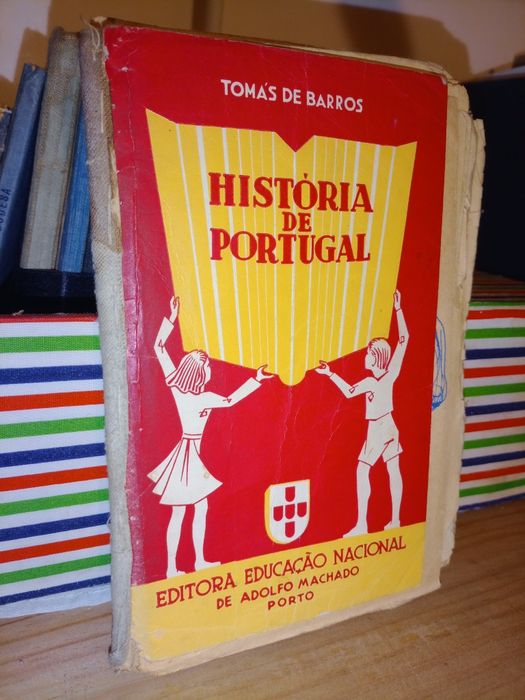 TOMÁS DE BARROS
HISTÓRIA
DE
PORTUGAL
EDITORA EDUCAÇÃO NACIONAL
DE ADOLFO MACHADO
PORTO